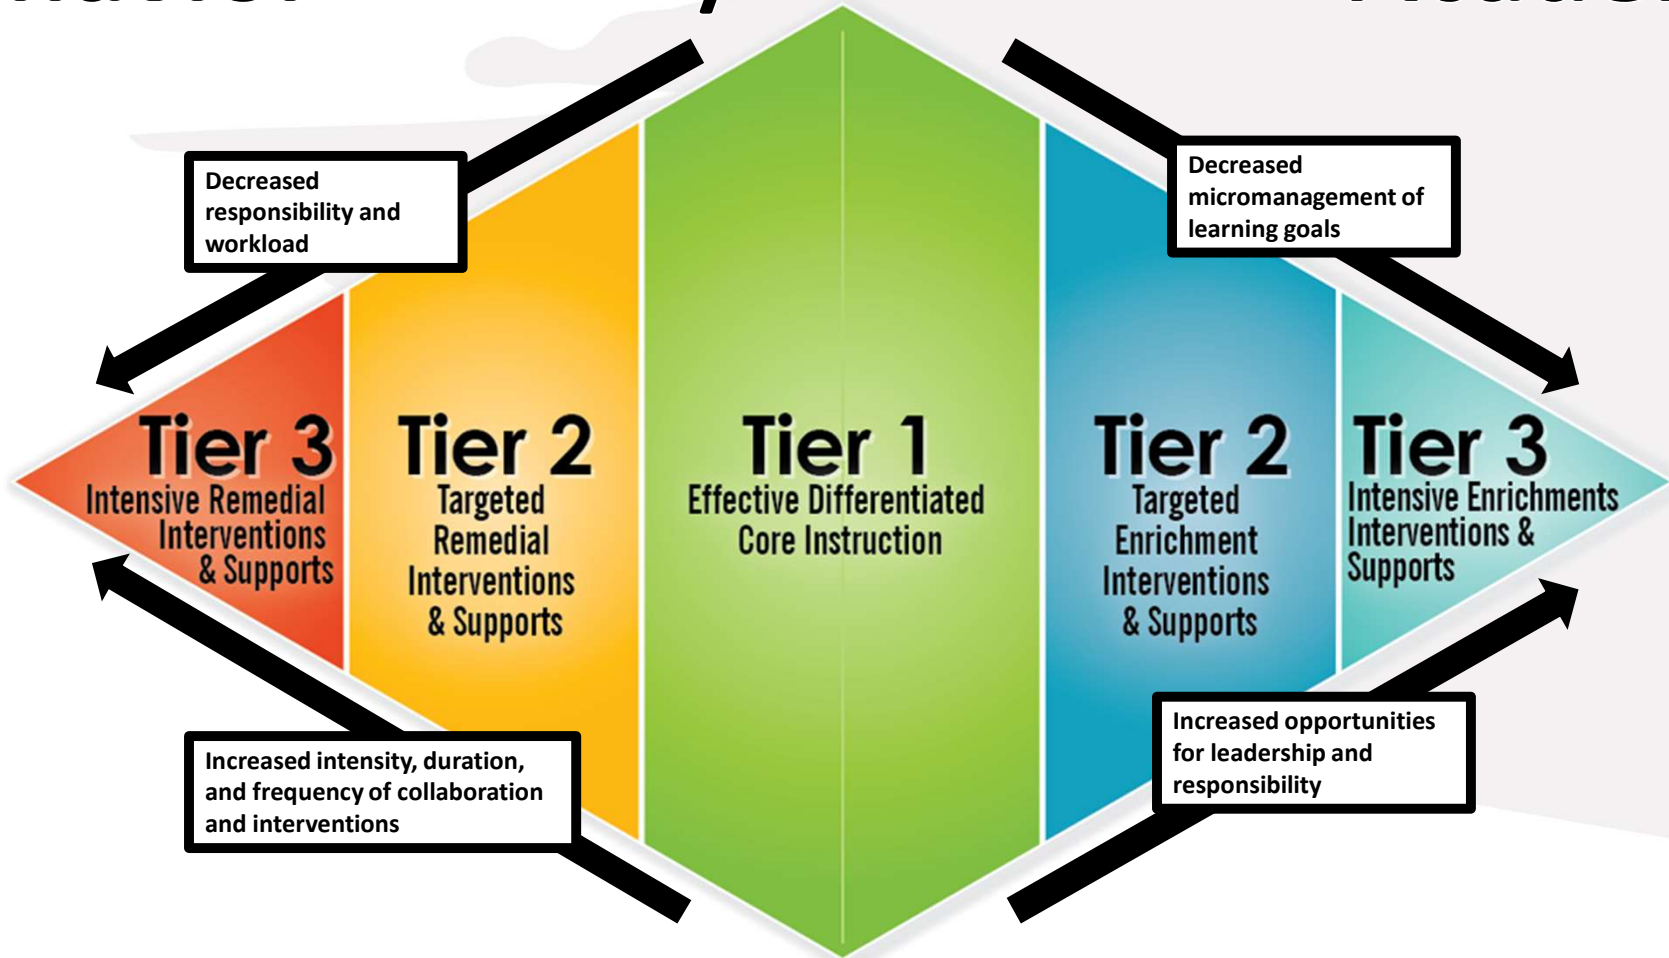 Decreased
responsibility and
workload
Decreased
micromanagement of
learning goals
Tier 3
Intensive Remedial
Interventions
& Supports
Tier 2
Targeted
Remedial
Interventions
& Supports
Tier 1
Effective Differentiated
Core Instruction
Tier 2
Targeted
Enrichment
Interventions
& Supports
Tier 3
Intensive Enrichments
Interventions &
Supports
Increased intensity, duration,
and frequency of collaboration
and interventions
Increased opportunities
for leadership and
responsibility